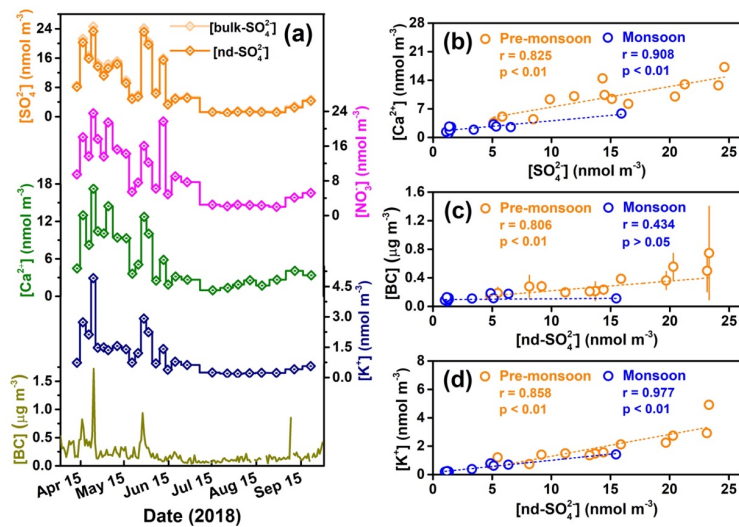 [bulk-SO₄²⁻]
[nd-SO₄²⁻]
(a)
[SO₄²⁻] (nmol m⁻³)
24
16
8
0
[NO₃⁻] (nmol m⁻³)
24
16
8
0
[Ca²⁺] (nmol m⁻³)
18
12
6
0
[K⁺] (nmol m⁻³)
4.5
3.0
1.5
0.0
[BC] (μg m⁻³)
1.5
1.0
0.5
0.0
Apr 15 May 15 Jun 15 Jul 15 Aug 15 Sep 15
Date (2018)
(b)
Pre-monsoon Monsoon
r = 0.825 r = 0.908
p < 0.01 p < 0.01
[Ca²⁺] (nmol m⁻³)
28
21
14
7
0
0 5 10 15 20 25
[SO₄²⁻] (nmol m⁻³)
(c)
Pre-monsoon Monsoon
r = 0.806 r = 0.434
p < 0.01 p > 0.05
[BC] (μg m⁻³)
1.6
1.2
0.8
0.4
0.0
0 5 10 15 20 25
[nd-SO₄²⁻] (nmol m⁻³)
(d)
Pre-monsoon Monsoon
r = 0.858 r = 0.977
p < 0.01 p < 0.01
[K⁺] (nmol m⁻³)
8
6
4
2
0
0 5 10 15 20 25
[nd-SO₄²⁻] (nmol m⁻³)